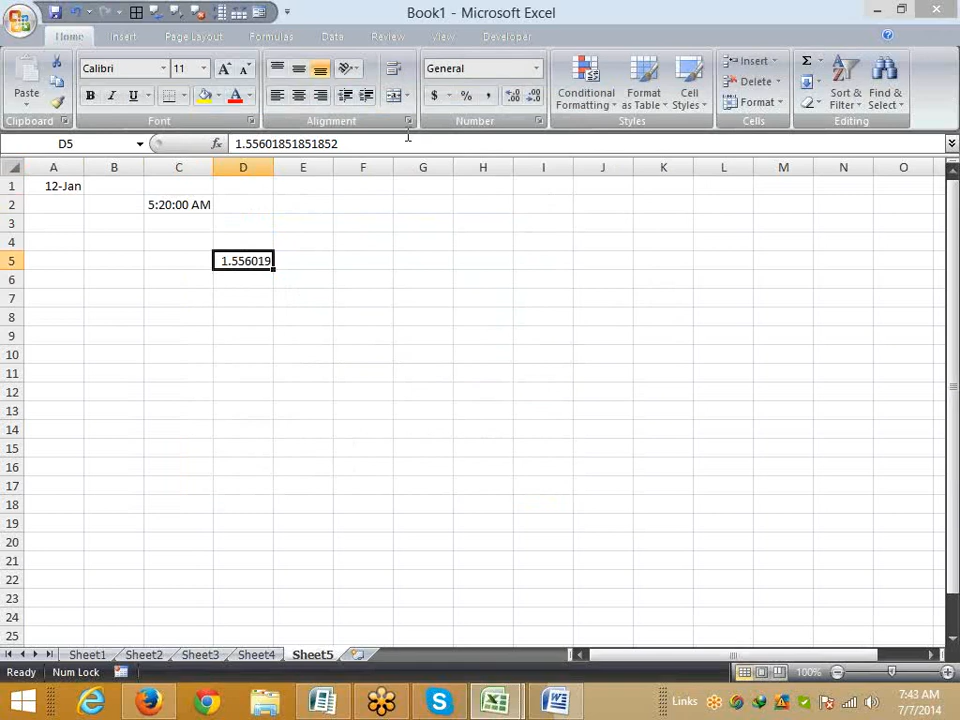 Book1 - Microsoft Excel
Home Insert Page Layout Formulas Data Review View Developer
Paste
Calibri 11
B I U A
General
$ % ,
Conditional Formatting
Format as Table
Cell Styles
Insert
Delete
Format
Σ
Sort & Filter
Find & Select
Clipboard Font Alignment Number Styles Cells Editing
D5 fx 1.55601851851852
A B C D E F G H I J K L M N O
1 12-Jan
2 5:20:00 AM
3
4
5 1.556019
6
7
8
9
10
11
12
13
14
15
16
17
18
19
20
21
22
23
24
25
Sheet1 Sheet2 Sheet3 Sheet4 Sheet5
Ready Num Lock 100%
Links 7:43 AM
7/7/2014